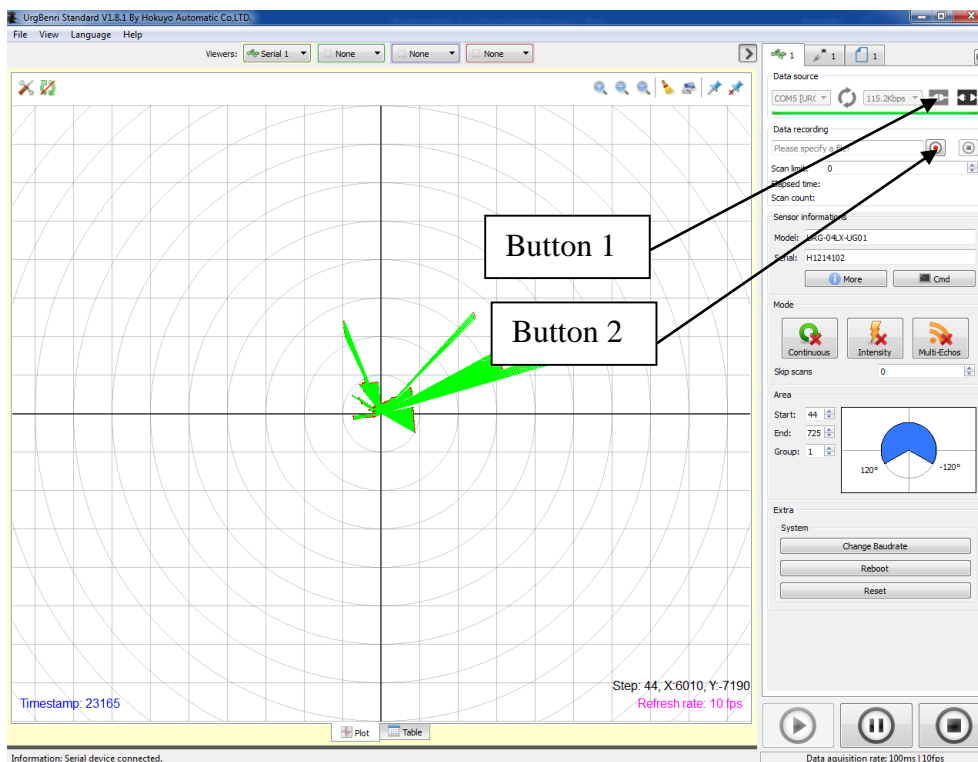 UrgBenri Standard V1.8.1 By Hokuyo Automatic Co,LTD.
File View Language Help
Viewers: Serial 1 None None None
1 1 1
Data source
COM5 [UR 115.2Kbps
Data recording
Please specify a file!
Scan limit: 0
Elapsed time:
Scan count:
Sensor informations
Model: URG-04LX-UG01
Serial: H1214102
More Cmd
Button 1
Button 2
Mode
Continuous Intensity Multi-Echos
Skip scans 0
Area
Start: 44
End: 725
Group: 1
120° -120°
Extra
System
Change Baudrate
Reboot
Reset
Step: 44, X:6010, Y:-7190
Timestamp: 23165 Refresh rate: 10 fps
Plot Table
Information: Serial device connected. Data aquisition rate: 100ms | 10fps